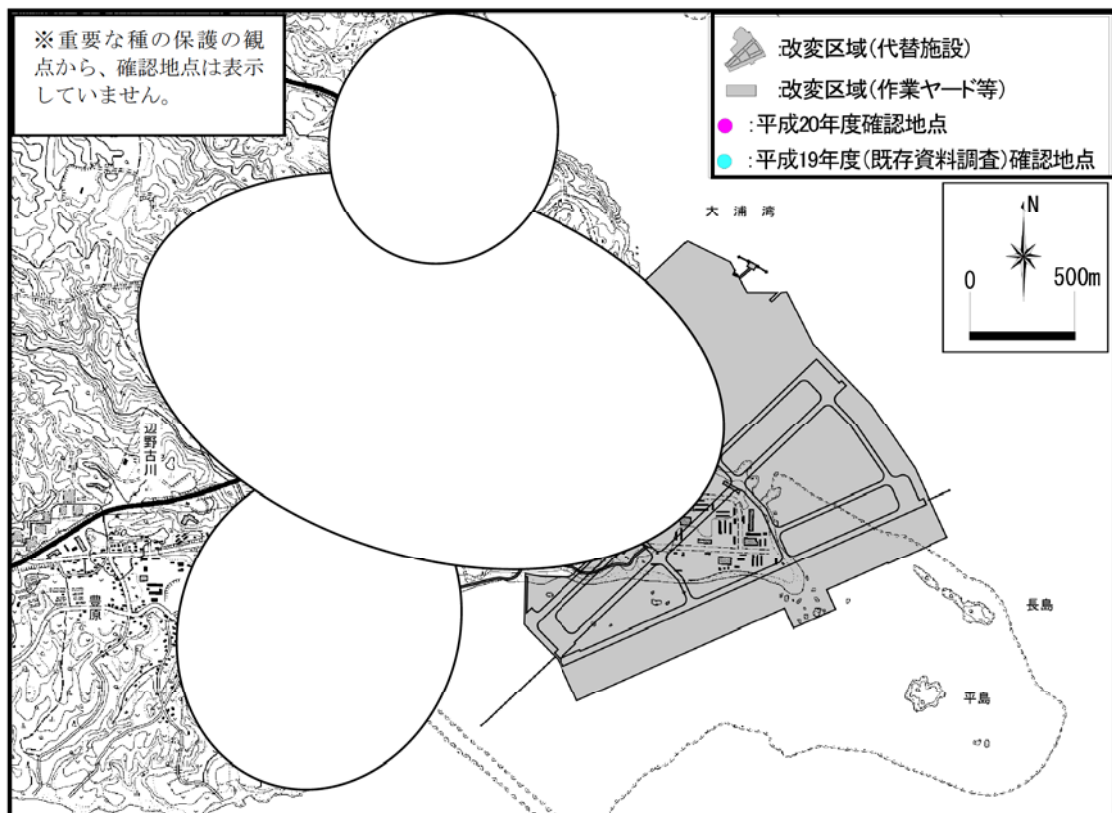 ※重要な種の保護の観
点から、確認地点は表示
していません。
:改変区域(代替施設)
:改変区域(作業ヤード等)
:平成20年度確認地点
:平成19年度(既存資料調査)確認地点
大浦湾
N
0 500m
辺野古川
豊原
長島
平島